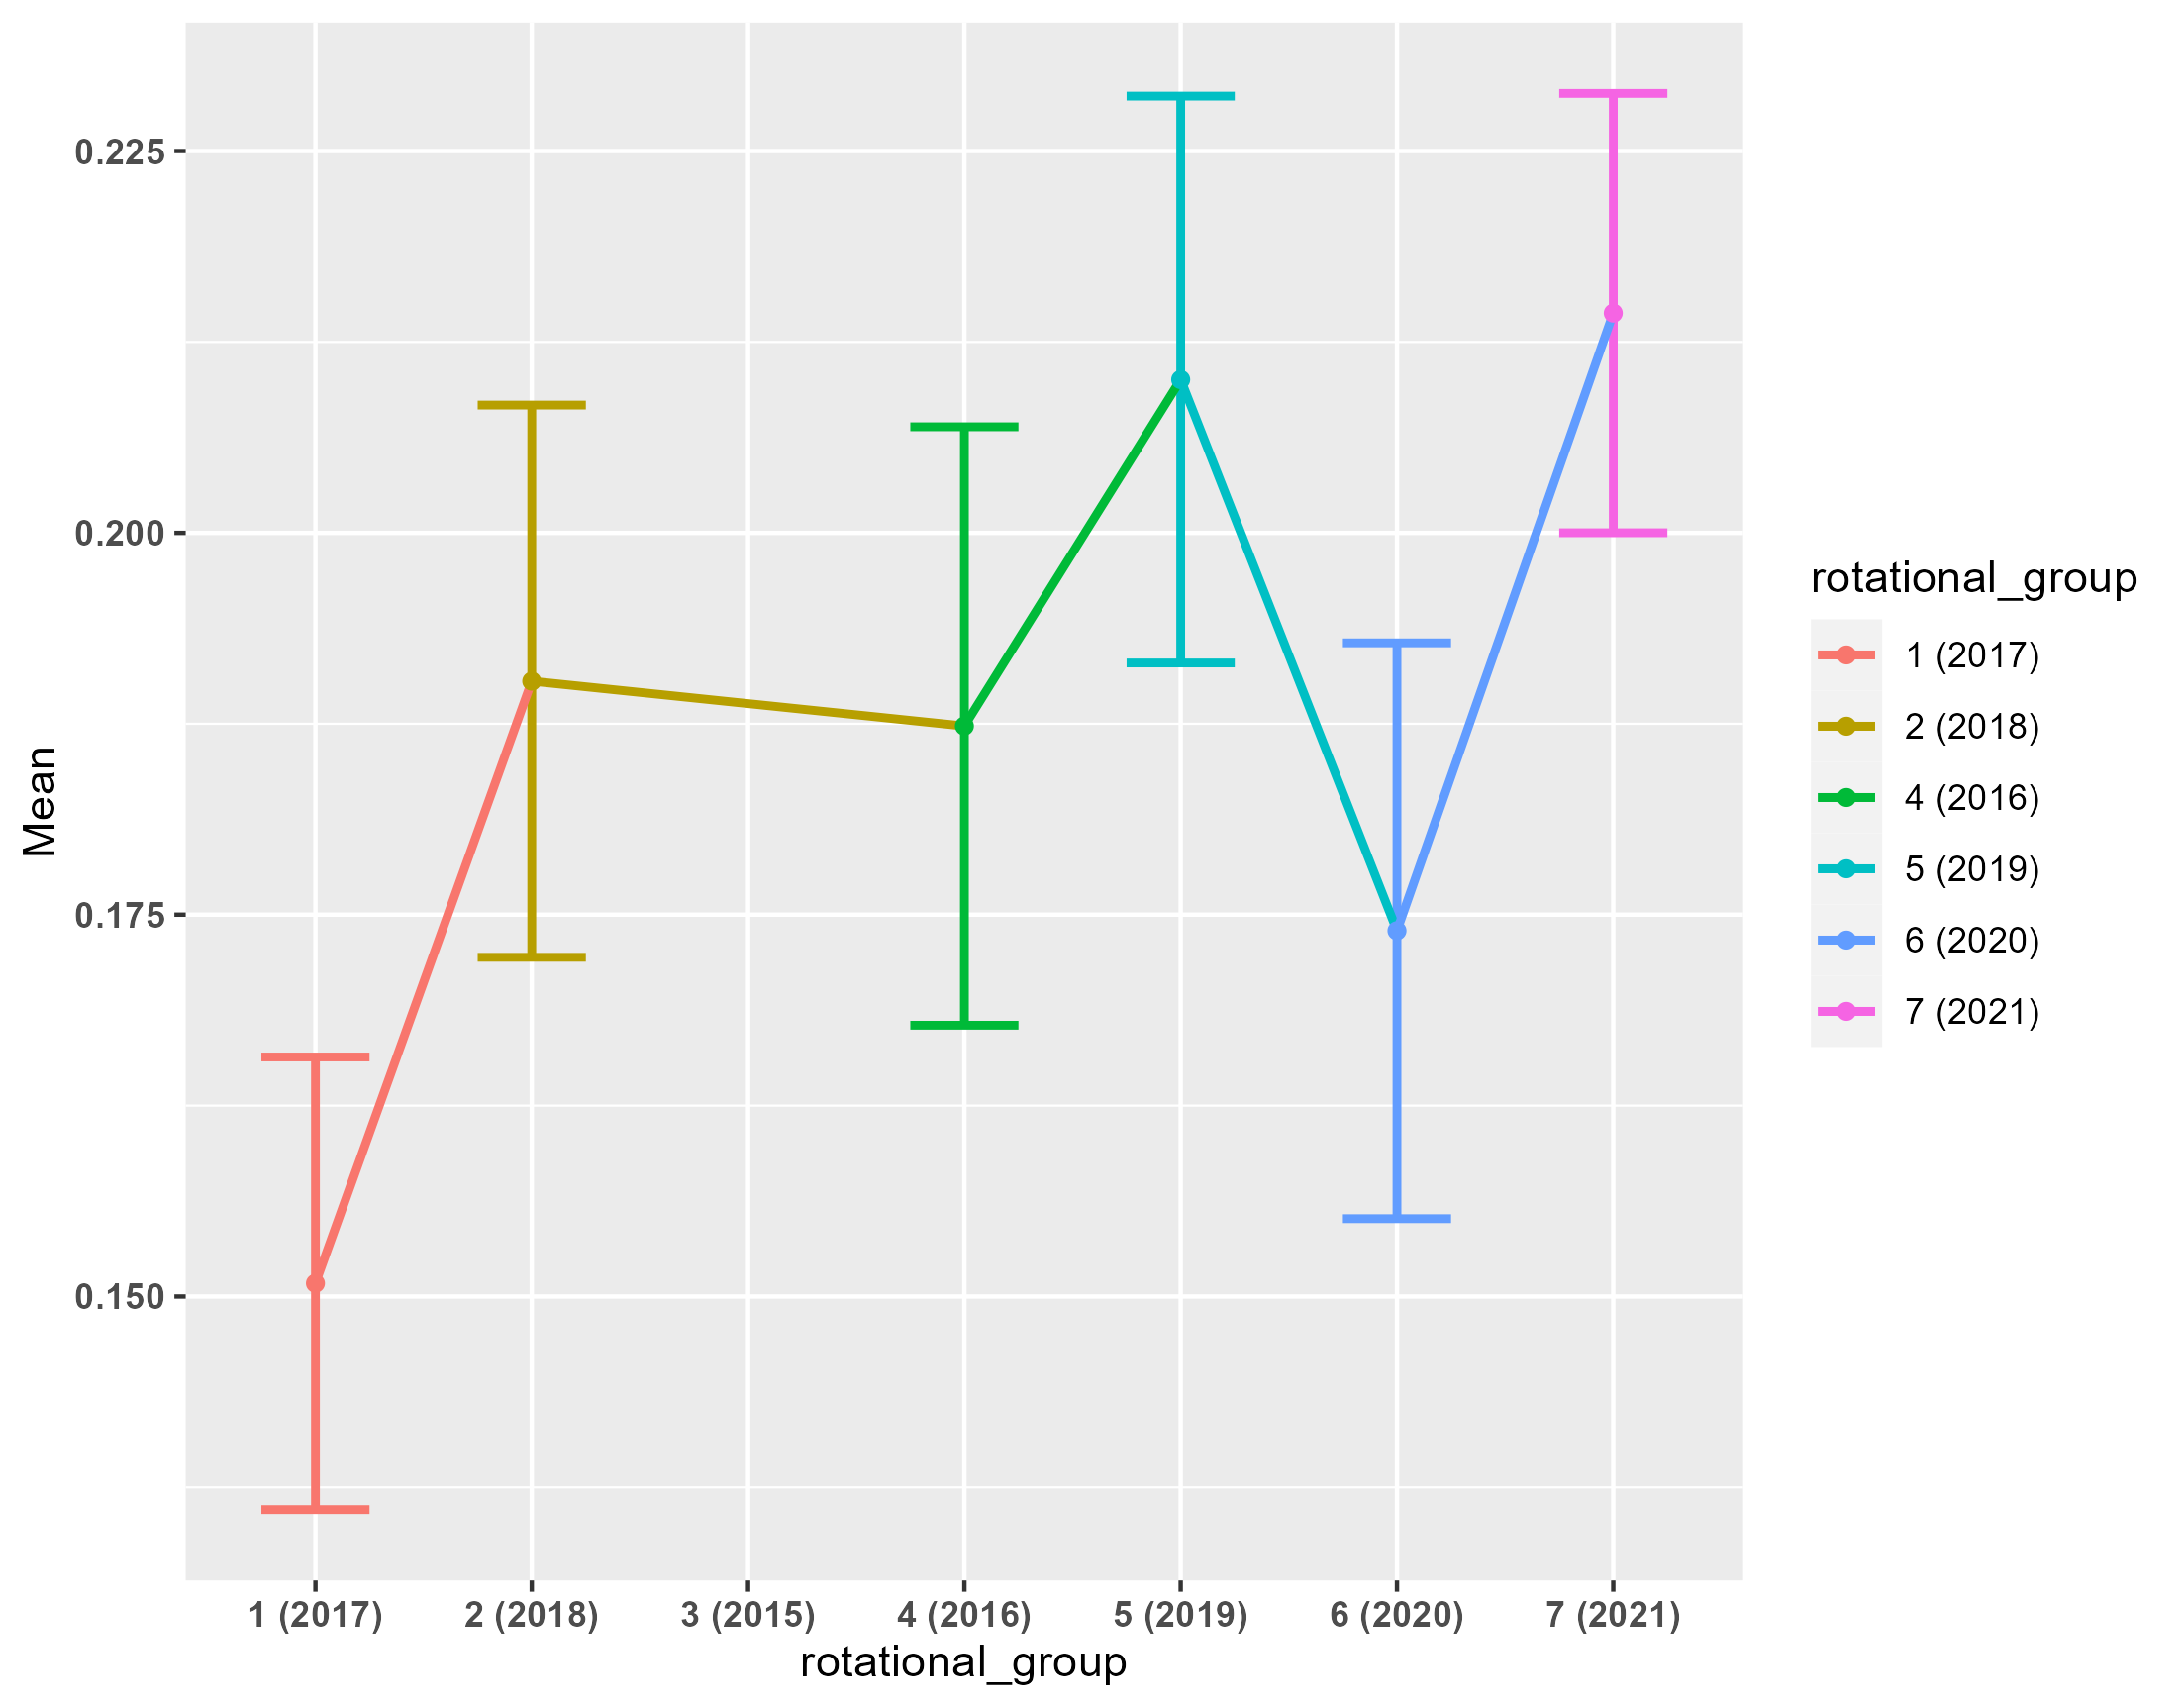 Mean
0.225
0.200
0.175
0.150
1 (2017) 2 (2018) 3 (2015) 4 (2016) 5 (2019) 6 (2020) 7 (2021)
rotational_group
rotational_group
1 (2017)
2 (2018)
4 (2016)
5 (2019)
6 (2020)
7 (2021)